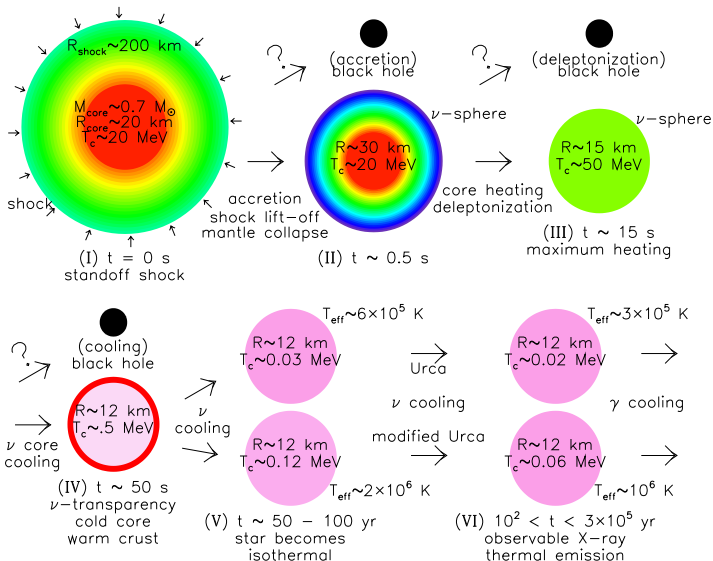 R_shock~200 km
M_core~0.7 M_⊙
R_core~20 km
T_c~20 MeV
shock
(I) t = 0 s
standoff shock
?
(accretion)
black hole
ν-sphere
R~30 km
T_c~20 MeV
accretion
shock lift-off
mantle collapse
(II) t ~ 0.5 s
?
(deleptonization)
black hole
ν-sphere
R~15 km
T_c~50 MeV
core heating
deleptonization
(III) t ~ 15 s
maximum heating
?
(cooling)
black hole
R~12 km
T_c~.5 MeV
ν core
cooling
(IV) t ~ 50 s
ν-transparency
cold core
warm crust
ν
cooling
T_eff~6×10^5 K
R~12 km
T_c~0.03 MeV
Urca
ν cooling
modified Urca
R~12 km
T_c~0.12 MeV
T_eff~2×10^6 K
(V) t ~ 50 – 100 yr
star becomes
isothermal
T_eff~3×10^5 K
R~12 km
T_c~0.02 MeV
γ cooling
R~12 km
T_c~0.06 MeV
T_eff~10^6 K
(VI) 10^2 < t < 3×10^5 yr
observable X-ray
thermal emission